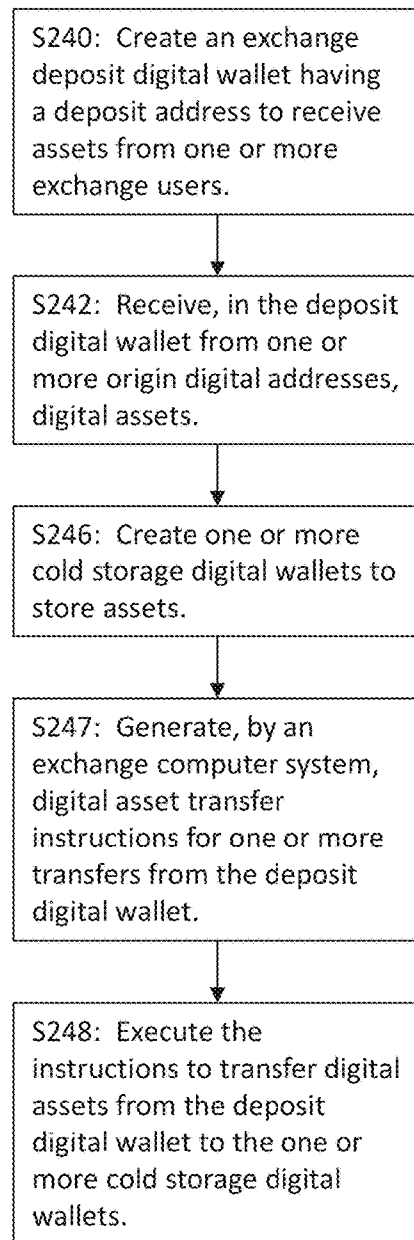 S240: Create an exchange
deposit digital wallet having
a deposit address to receive
assets from one or more
exchange users.
S242: Receive, in the deposit
digital wallet from one or
more origin digital addresses,
digital assets.
S246: Create one or more
cold storage digital wallets to
store assets.
S247: Generate, by an
exchange computer system,
digital asset transfer
instructions for one or more
transfers from the deposit
digital wallet.
S248: Execute the
instructions to transfer digital
assets from the deposit
digital wallet to the one or
more cold storage digital
wallets.